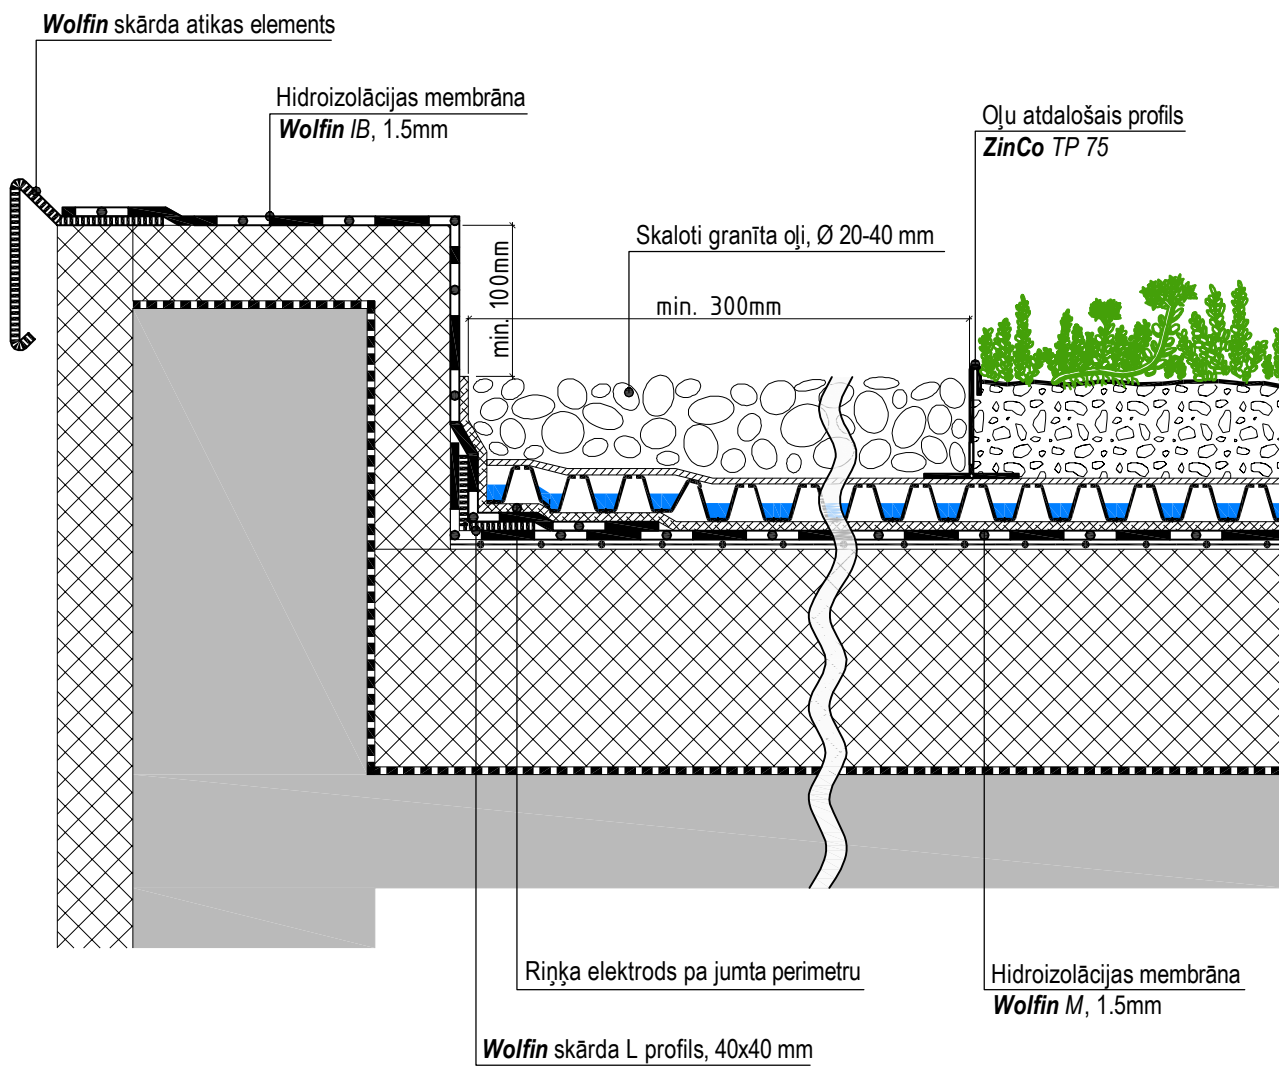 Wolfin skārda atikas elements
Hidroizolācijas membrāna
Wolfin IB, 1.5mm
Oļu atdalošais profils
ZinCo TP 75
Skaloti granīta oļi, Ø 20-40 mm
min. 100mm
min. 300mm
Riņķa elektrods pa jumta perimetru
Hidroizolācijas membrāna
Wolfin M, 1.5mm
Wolfin skārda L profils, 40x40 mm